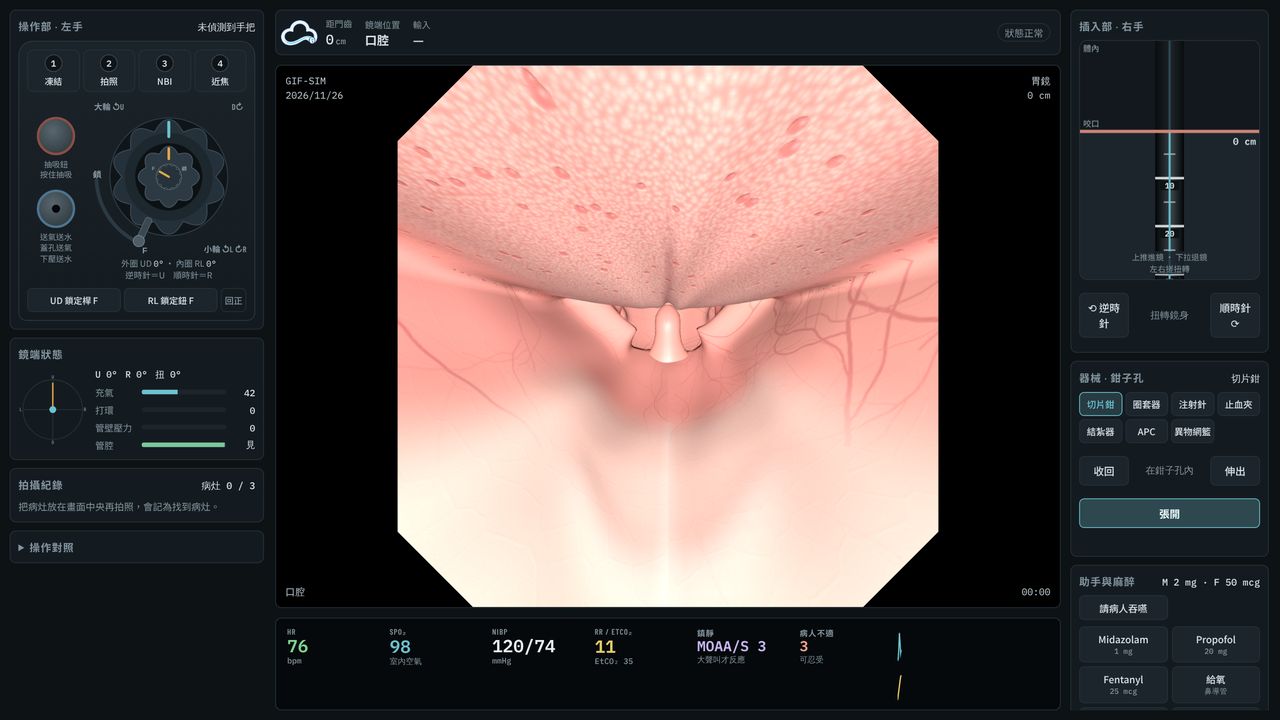 操作部 · 左手
未偵測到手把
1
凍結
2
拍照
3
NBI
4
近焦
大輪 ↺U
D↻
抽吸鈕
按住抽吸
鎖
送氣送水
蓋孔送氣
下壓送水
F
小輪 ↺L ↻R
外圈 UD 0° · 內圈 RL 0°
逆時針＝U 順時針＝R
UD 鎖定桿 F
RL 鎖定鈕 F
回正
鏡端狀態
U 0° R 0° 扭 0°
充氣 42
打環 0
管壁壓力 0
管腔 見
拍攝紀錄
病灶 0 / 3
把病灶放在畫面中央再拍照，會記為找到病灶。
▶ 操作對照
距門齒
0 cm
鏡端位置
口腔
輸入
—
狀態正常
GIF-SIM
2026/11/26
胃鏡
0 cm
口腔
00:00
HR
76
bpm
SPO₂
98
室內空氣
NIBP
120/74
mmHg
RR / ETCO₂
11
EtCO₂ 35
鎮靜
MOAA/S 3
大聲叫才反應
病人不適
3
可忍受
插入部 · 右手
體內
咬口
0 cm
10
20
上推進鏡 · 下拉退鏡
左右搓扭轉
⟲ 逆時針
扭轉鏡身
順時針 ⟳
器械 · 鉗子孔
切片鉗
切片鉗
圈套器
注射針
止血夾
結紮器
APC
異物網籃
收回
在鉗子孔內
伸出
張開
助手與麻醉
M 2 mg · F 50 mcg
請病人吞嚥
Midazolam
1 mg
Propofol
20 mg
Fentanyl
25 mcg
給氧
鼻導管